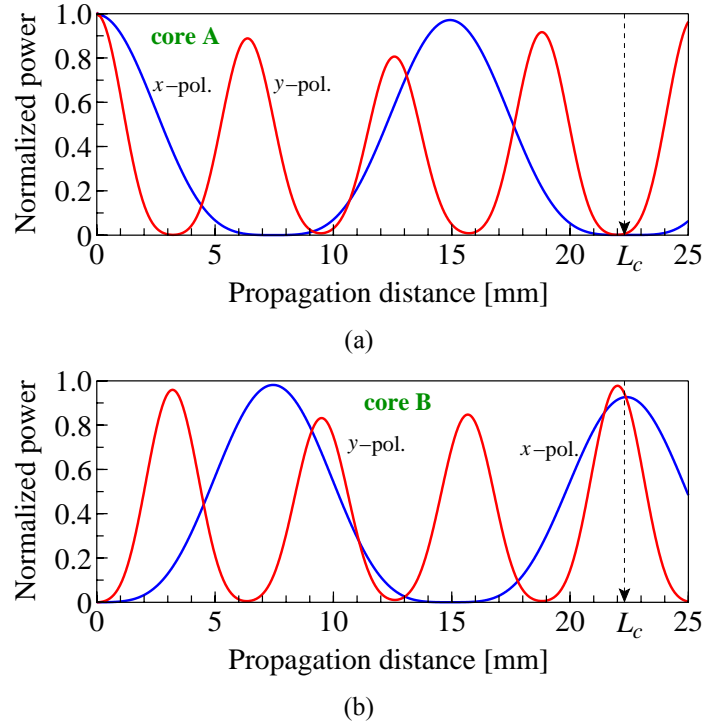 1.0
0.8
0.6
0.4
0.2
0
Normalized power
core A
x−pol.
y−pol.
0 5 10 15 20 L_c 25
Propagation distance [mm]
(a)
1.0
0.8
0.6
0.4
0.2
0
Normalized power
core B
y−pol.
x−pol.
0 5 10 15 20 L_c 25
Propagation distance [mm]
(b)